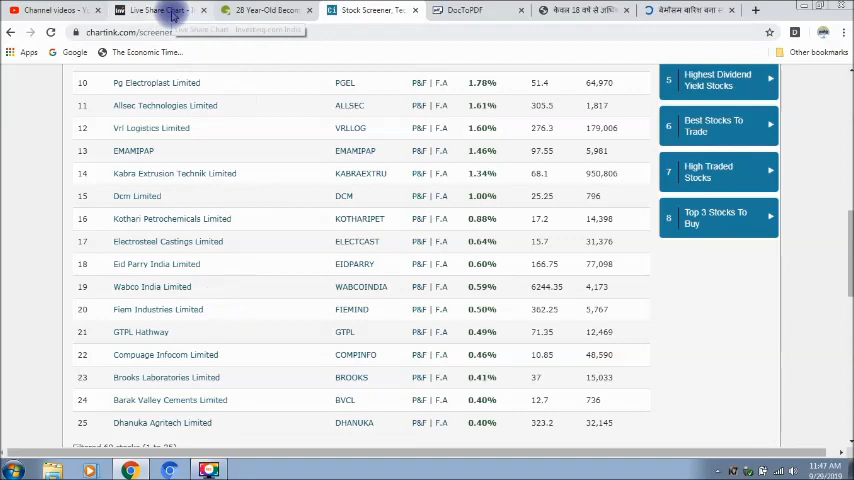 Channel videos - Y
Live Share Chart -
28 Year-Old Becom
Stock Screener, Te
DocToPDF
केवल 18 वर्ष से अधि
chartink.com/screener
Live Share Chart - Investing.com India
Apps
Google
The Economic Time...
Other bookmarks
10 Pg Electroplast Limited PGEL P&F | F.A 1.78% 51.4 64,970
11 Allsec Technologies Limited ALLSEC P&F | F.A 1.61% 305.5 1,817
12 Vrl Logistics Limited VRLLOG P&F | F.A 1.60% 276.3 179,006
13 EMAMIPAP EMAMIPAP P&F | F.A 1.46% 97.55 5,981
14 Kabra Extrusion Technik Limited KABRAEXTRU P&F | F.A 1.34% 68.1 950,806
15 Dcm Limited DCM P&F | F.A 1.00% 25.25 796
16 Kothari Petrochemicals Limited KOTHARIPET P&F | F.A 0.88% 17.2 14,398
17 Electrosteel Castings Limited ELECTCAST P&F | F.A 0.64% 15.7 31,376
18 Eid Parry India Limited EIDPARRY P&F | F.A 0.60% 166.75 77,098
19 Wabco India Limited WABCOINDIA P&F | F.A 0.59% 6244.35 4,173
20 Fiem Industries Limited FIEMIND P&F | F.A 0.50% 362.25 5,767
21 GTPL Hathway GTPL P&F | F.A 0.49% 71.35 12,469
22 Compuage Infocom Limited COMPINFO P&F | F.A 0.46% 10.85 48,590
23 Brooks Laboratories Limited BROOKS P&F | F.A 0.41% 37 15,033
24 Barak Valley Cements Limited BVCL P&F | F.A 0.40% 12.7 736
25 Dhanuka Agritech Limited DHANUKA P&F | F.A 0.40% 323.2 32,145
5 Highest Dividend
Yield Stocks
6 Best Stocks To
Trade
7 High Traded
Stocks
8 Top 3 Stocks To
Buy
11:47 AM
9/29/2019